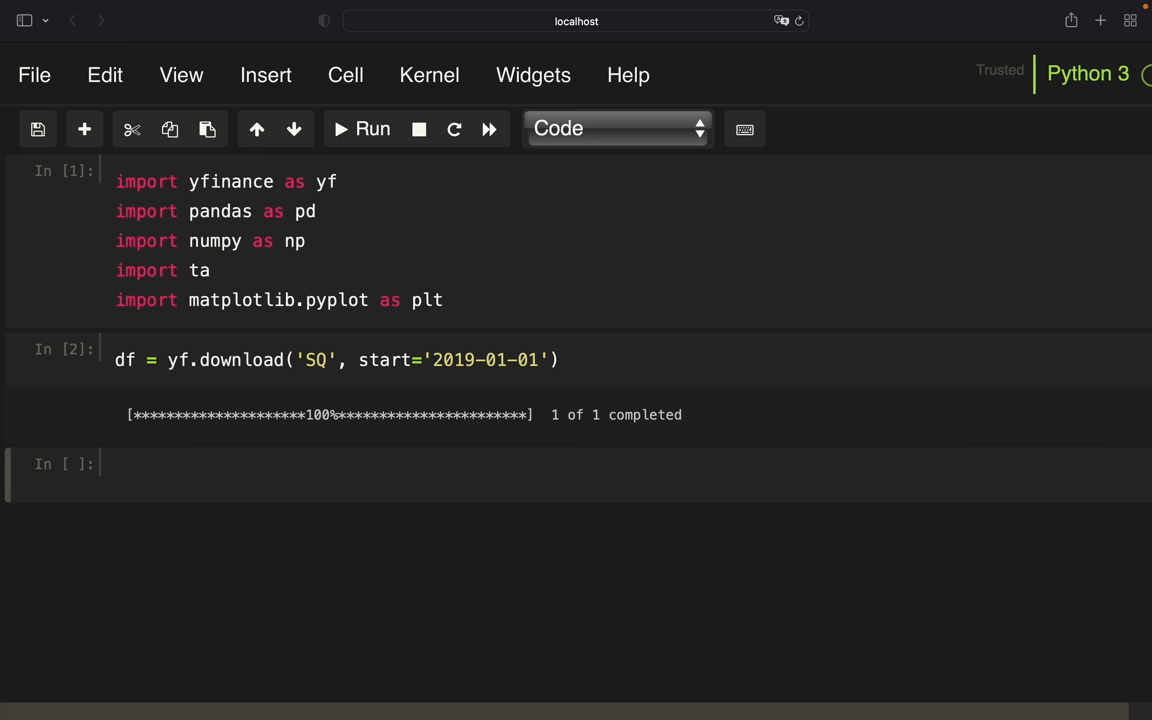 localhost
File Edit View Insert Cell Kernel Widgets Help
Trusted Python 3
Run Code
In [1]:
import yfinance as yf
import pandas as pd
import numpy as np
import ta
import matplotlib.pyplot as plt
In [2]:
df = yf.download('SQ', start='2019-01-01')
[*********************100%***********************] 1 of 1 completed
In [ ]: